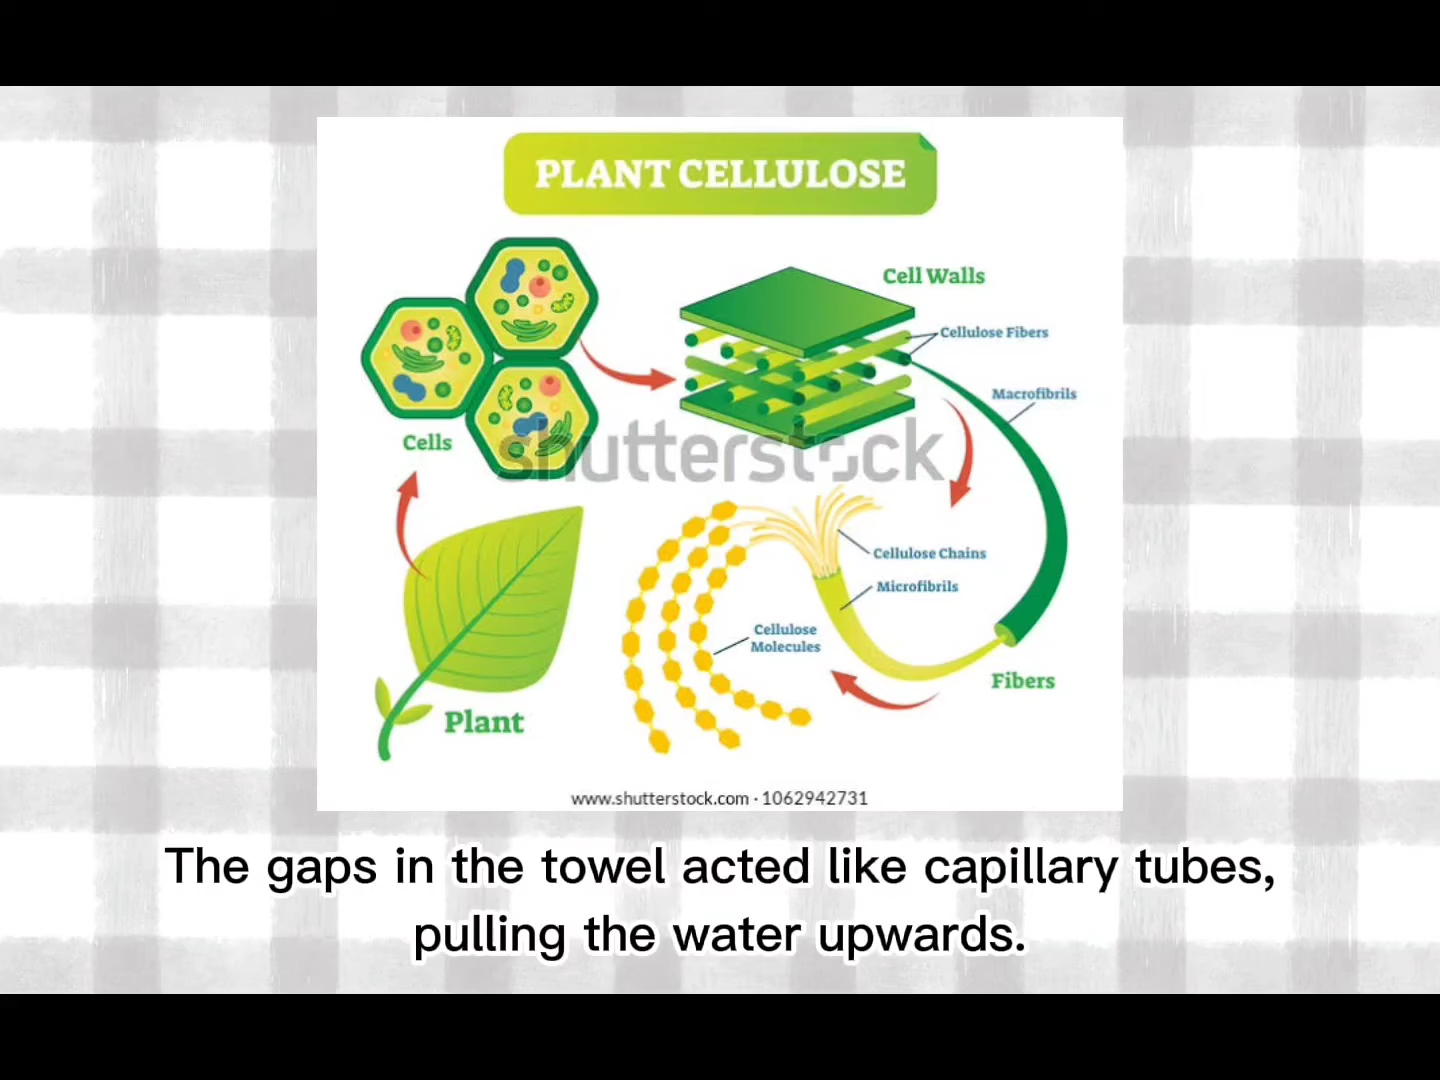 PLANT CELLULOSE
Cell Walls
Cellulose Fibers
Macrofibrils
Cells
shutterstock
Cellulose Chains
Microfibrils
Cellulose
Molecules
Fibers
Plant
www.shutterstock.com · 1062942731
The gaps in the towel acted like capillary tubes,
pulling the water upwards.